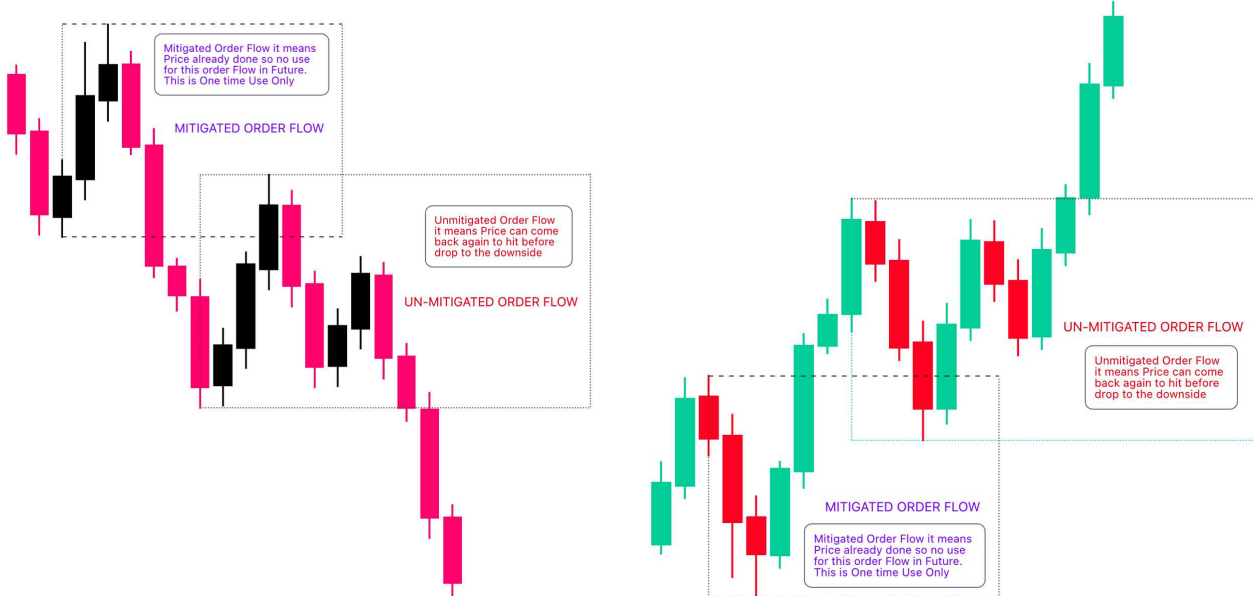 Mitigated Order Flow it means
Price already done so no use
for this order Flow in Future.
This is One time Use Only
MITIGATED ORDER FLOW
Unmitigated Order Flow
it means Price can come
back again to hit before
drop to the downside
UN-MITIGATED ORDER FLOW
UN-MITIGATED ORDER FLOW
Unmitigated Order Flow
it means Price can come
back again to hit before
drop to the downside
MITIGATED ORDER FLOW
Mitigated Order Flow it means
Price already done so no use
for this order Flow in Future.
This is One time Use Only